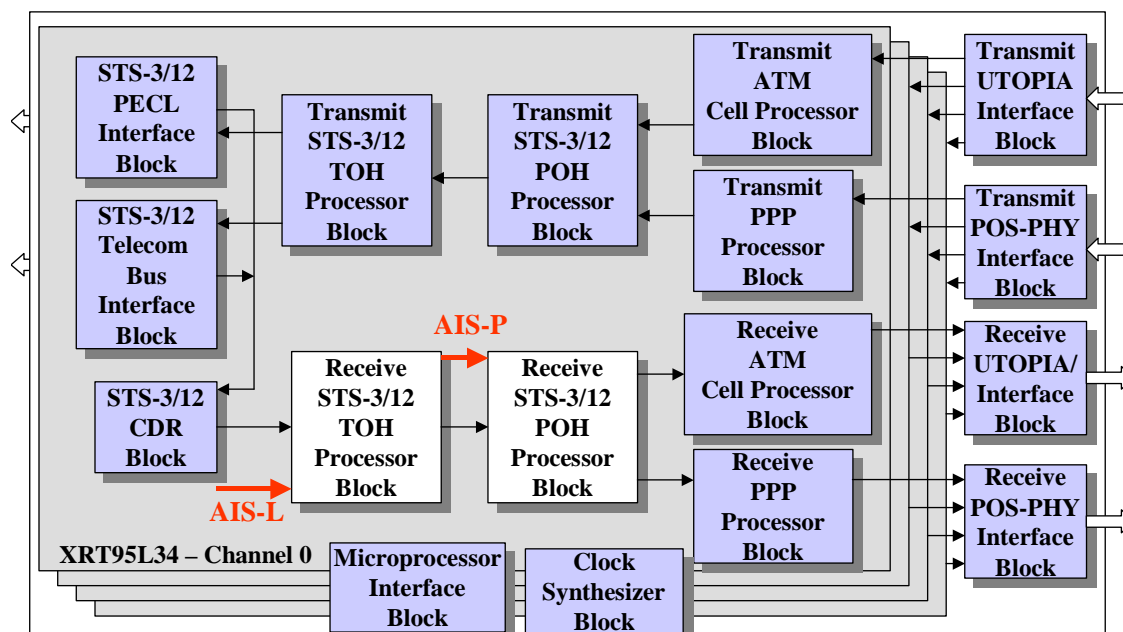 STS-3/12
PECL
Interface
Block
Transmit
STS-3/12
TOH
Processor
Block
Transmit
STS-3/12
POH
Processor
Block
Transmit
ATM
Cell Processor
Block
Transmit
UTOPIA
Interface
Block
STS-3/12
Telecom
Bus
Interface
Block
Transmit
PPP
Processor
Block
Transmit
POS-PHY
Interface
Block
AIS-P
STS-3/12
CDR
Block
AIS-L
Receive
STS-3/12
TOH
Processor
Block
Receive
STS-3/12
POH
Processor
Block
Receive
ATM
Cell Processor
Block
Receive
UTOPIA/
Interface
Block
Receive
PPP
Processor
Block
Receive
POS-PHY
Interface
Block
XRT95L34 – Channel 0
Microprocessor
Interface
Block
Clock
Synthesizer
Block